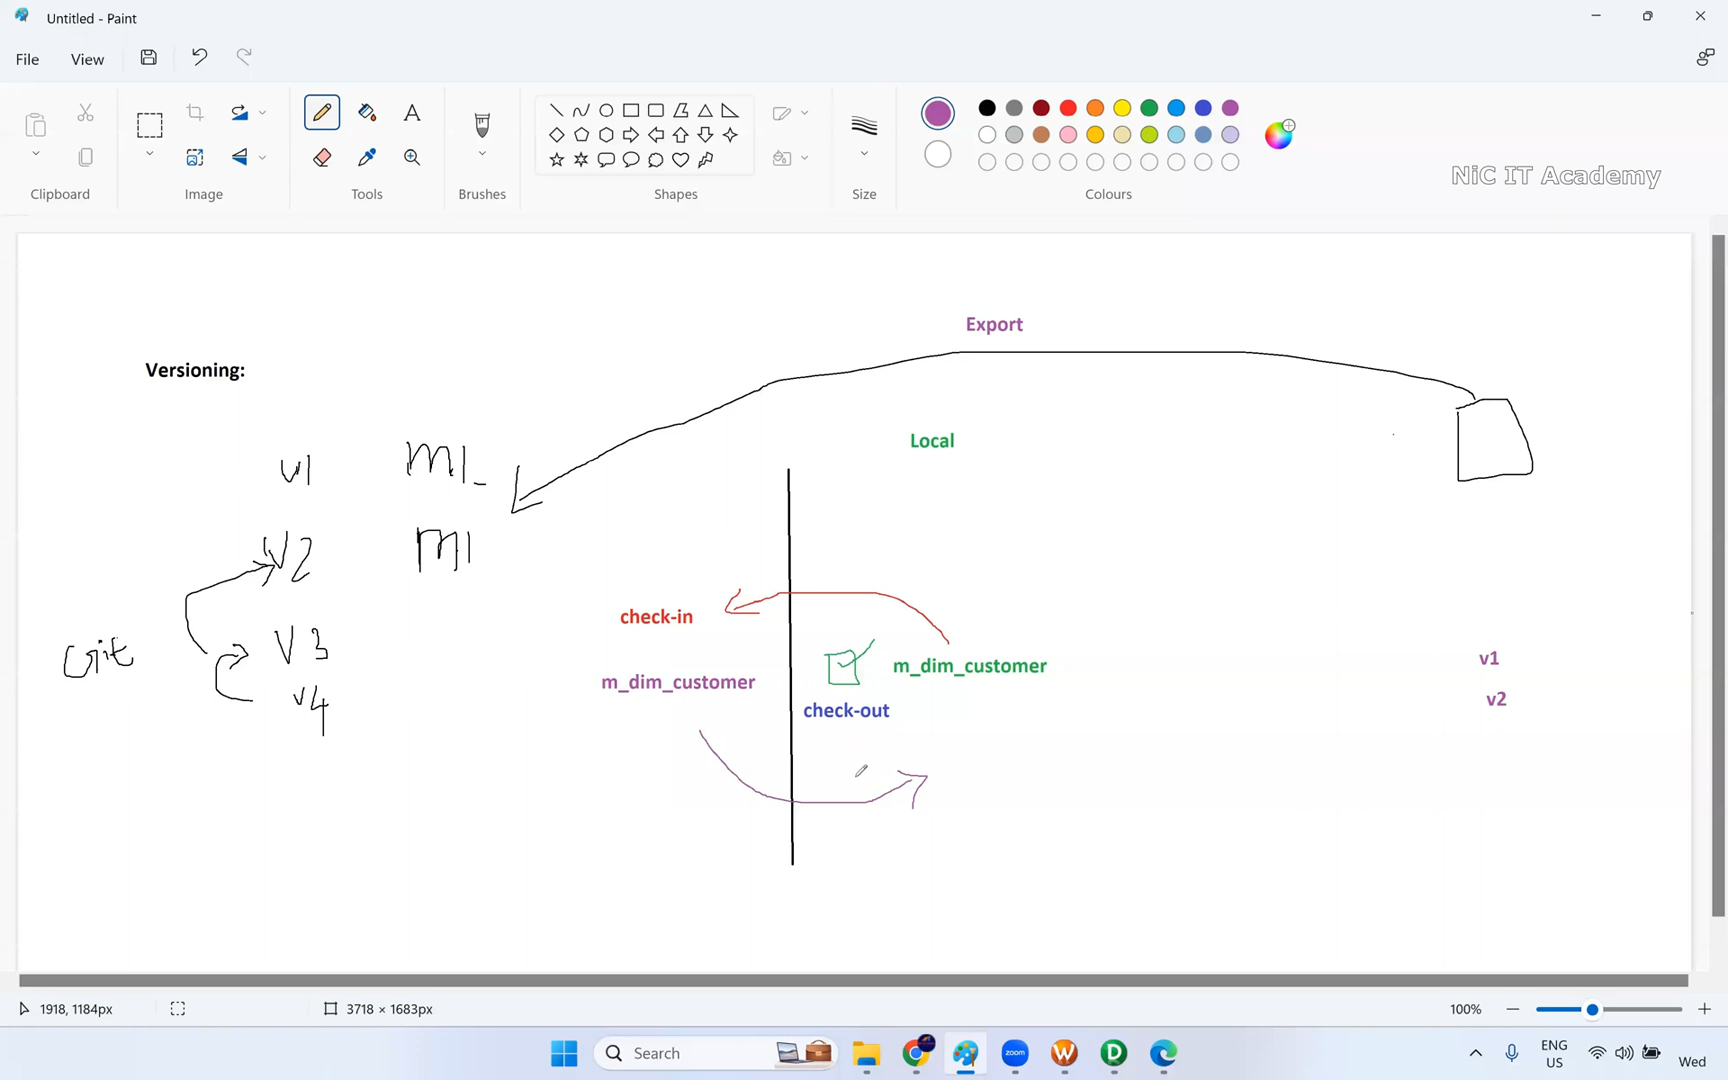 Untitled - Paint
File
View
Clipboard
Image
Tools
Brushes
Shapes
Size
Colours
NiC IT Academy
Export
Versioning:
Local
v1
M1_
V2
M1
check-in
Git
V3
m_dim_customer
m_dim_customer
v1
v4
check-out
v2
1918, 1184px
3718 × 1683px
100%
Search
zoom
W
D
ENG
US
Wed